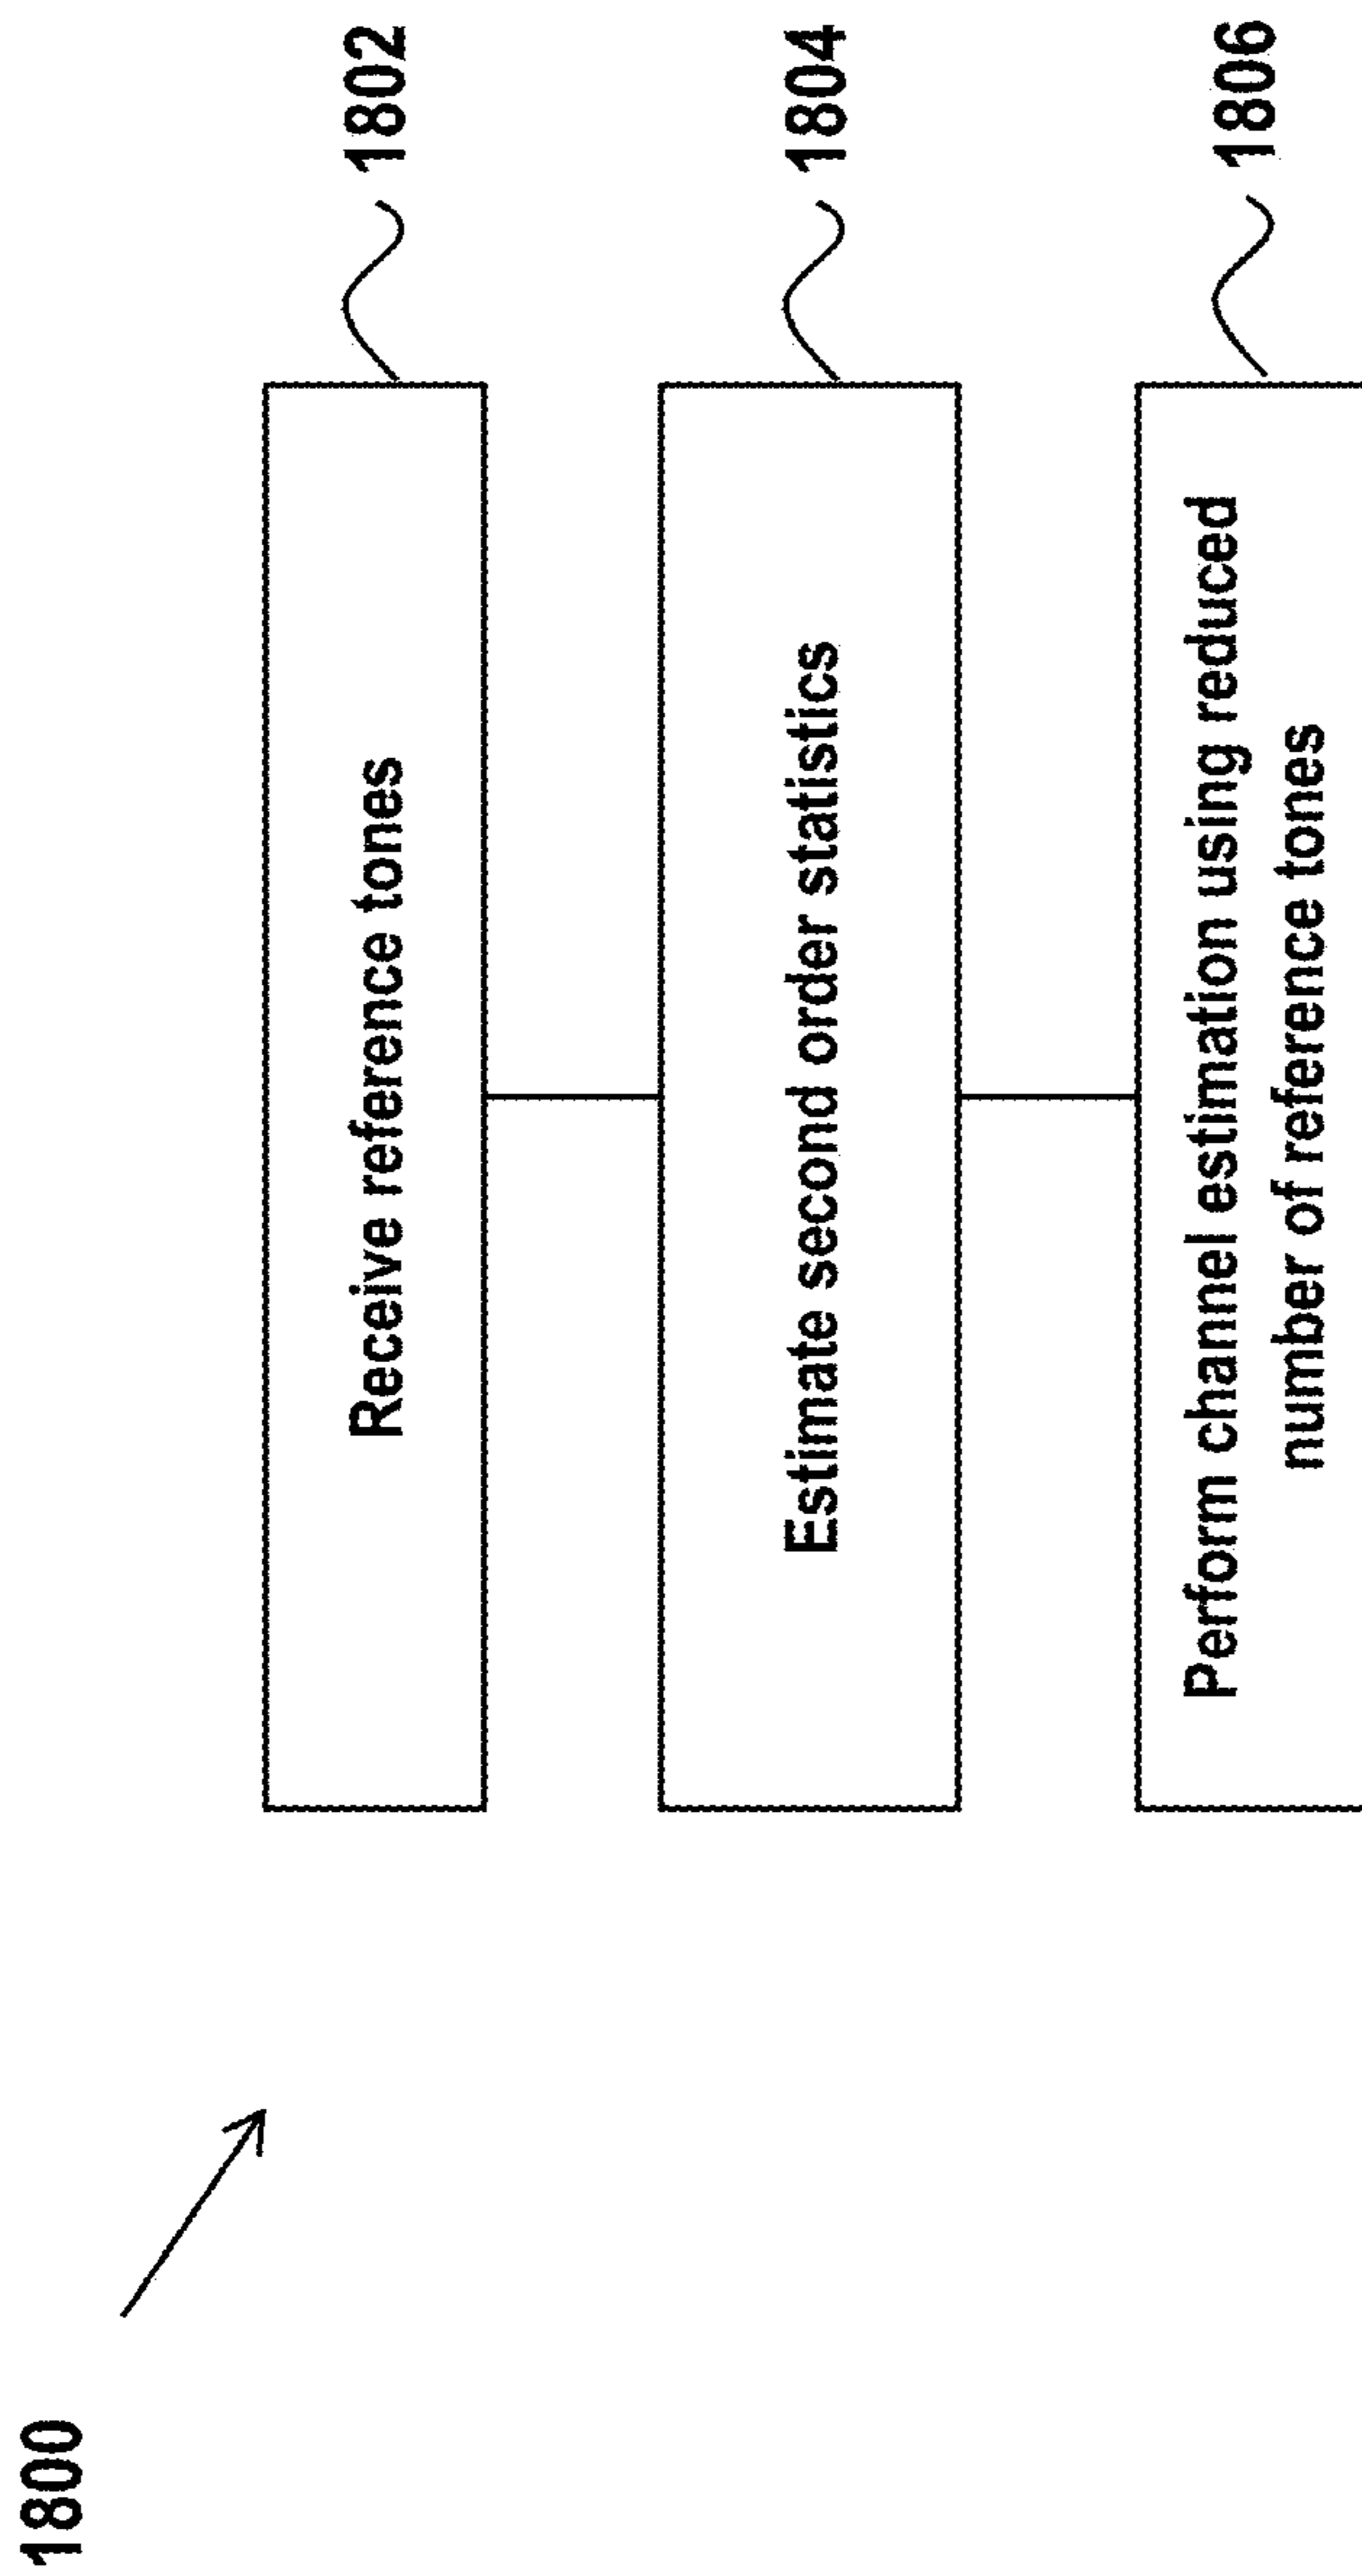 1800
Receive reference tones
1802
Estimate second order statistics
1804
Perform channel estimation using reduced
number of reference tones
1806